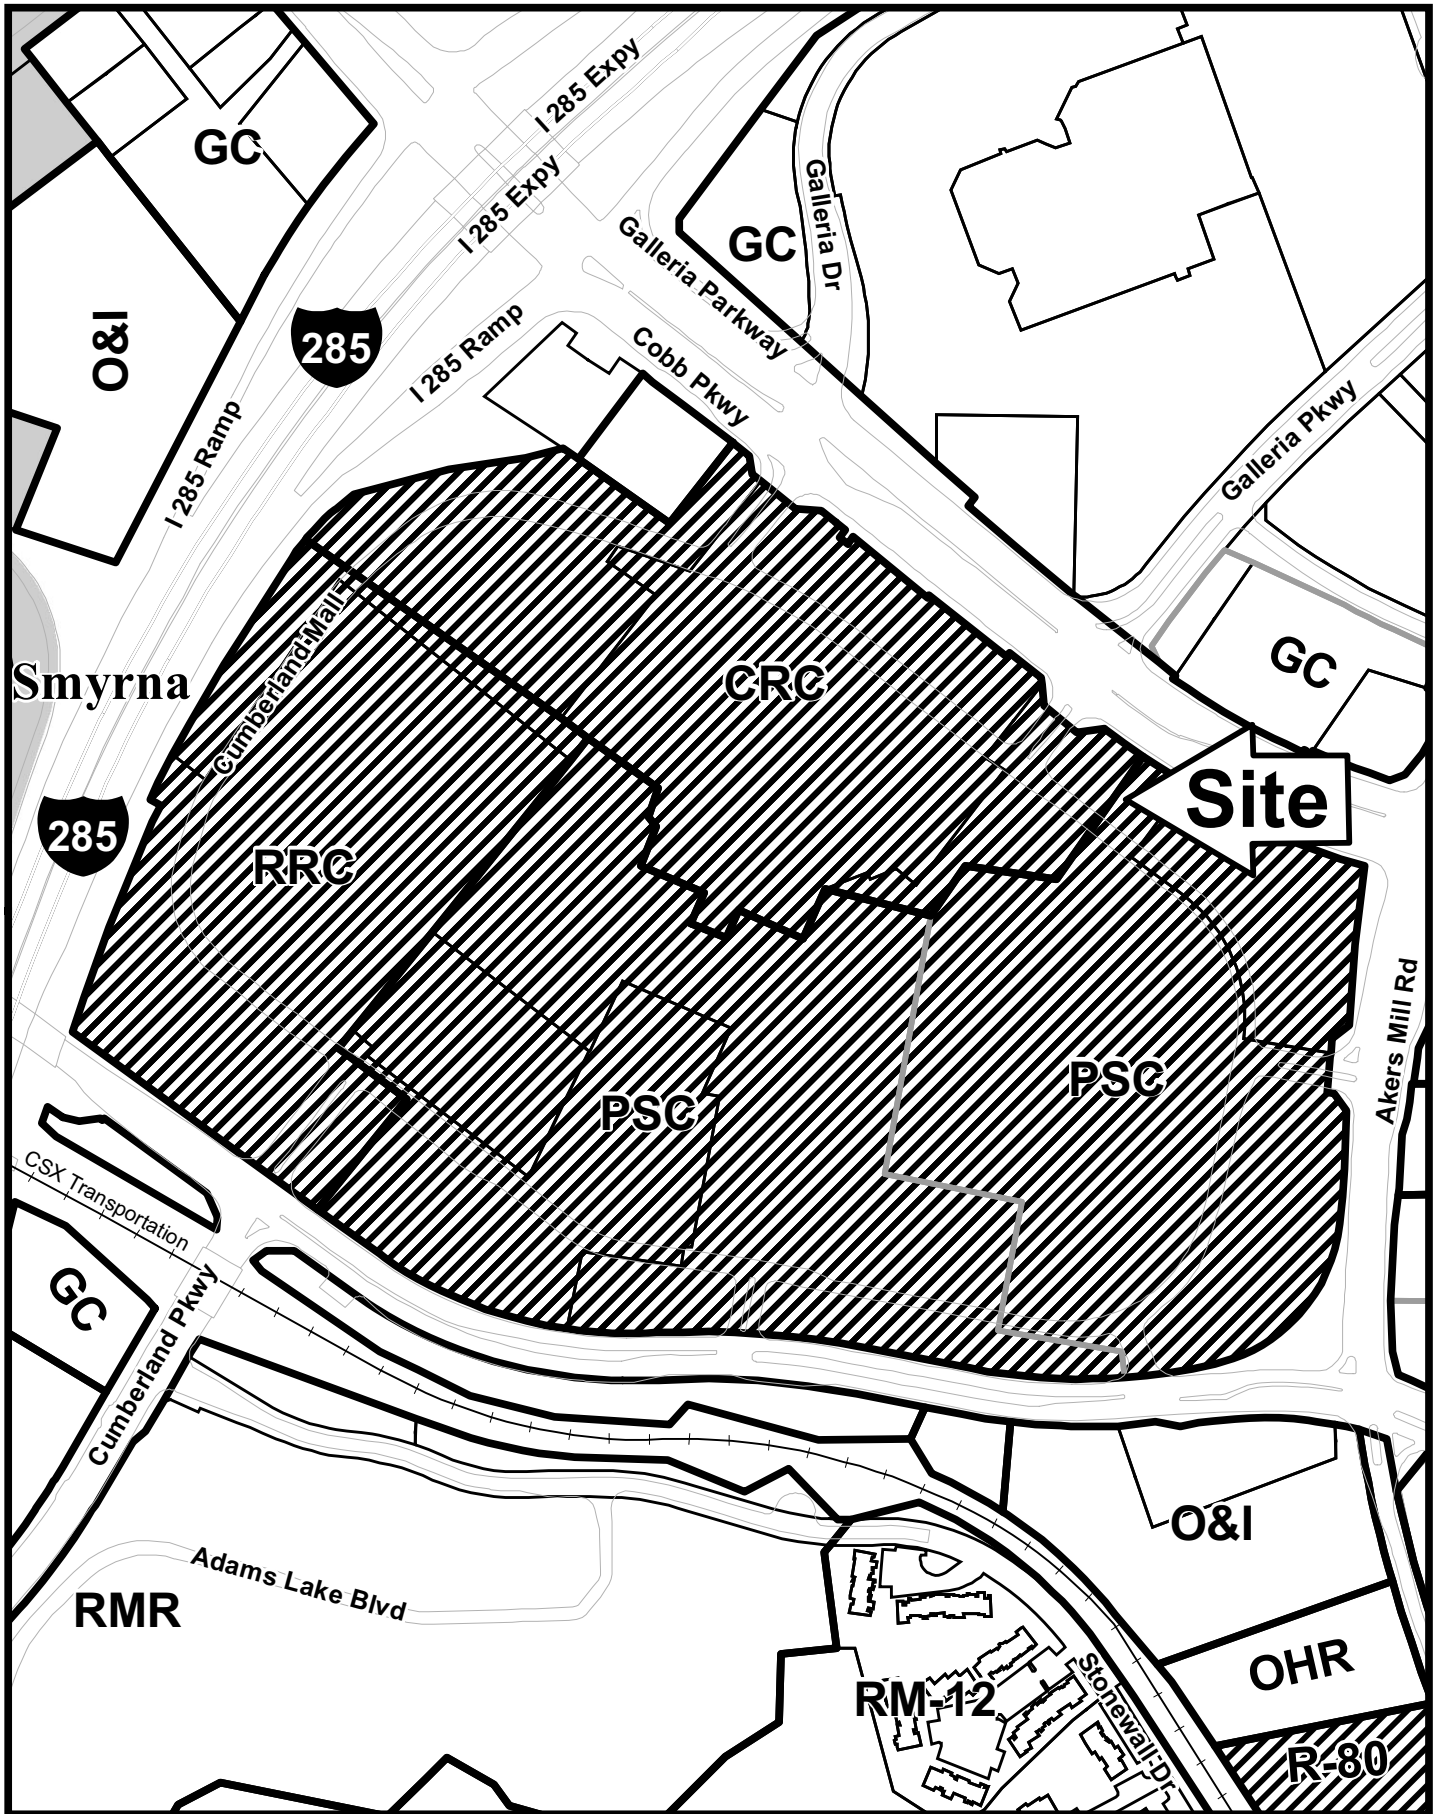 I 285 Expy
GC
I 285 Expy
Galleria Dr
GC
Galleria Parkway
O&I
285
I 285 Ramp
Cobb Pkwy
Galleria Pkwy
I 285 Ramp
GC
Smyrna
Cumberland Mall
CRC
Site
285
RRC
Akers Mill Rd
PSC
PSC
CSX Transportation
GC
Cumberland Pkwy
O&I
Adams Lake Blvd
RMR
OHR
RM-12
Stonewall Dr
R-80